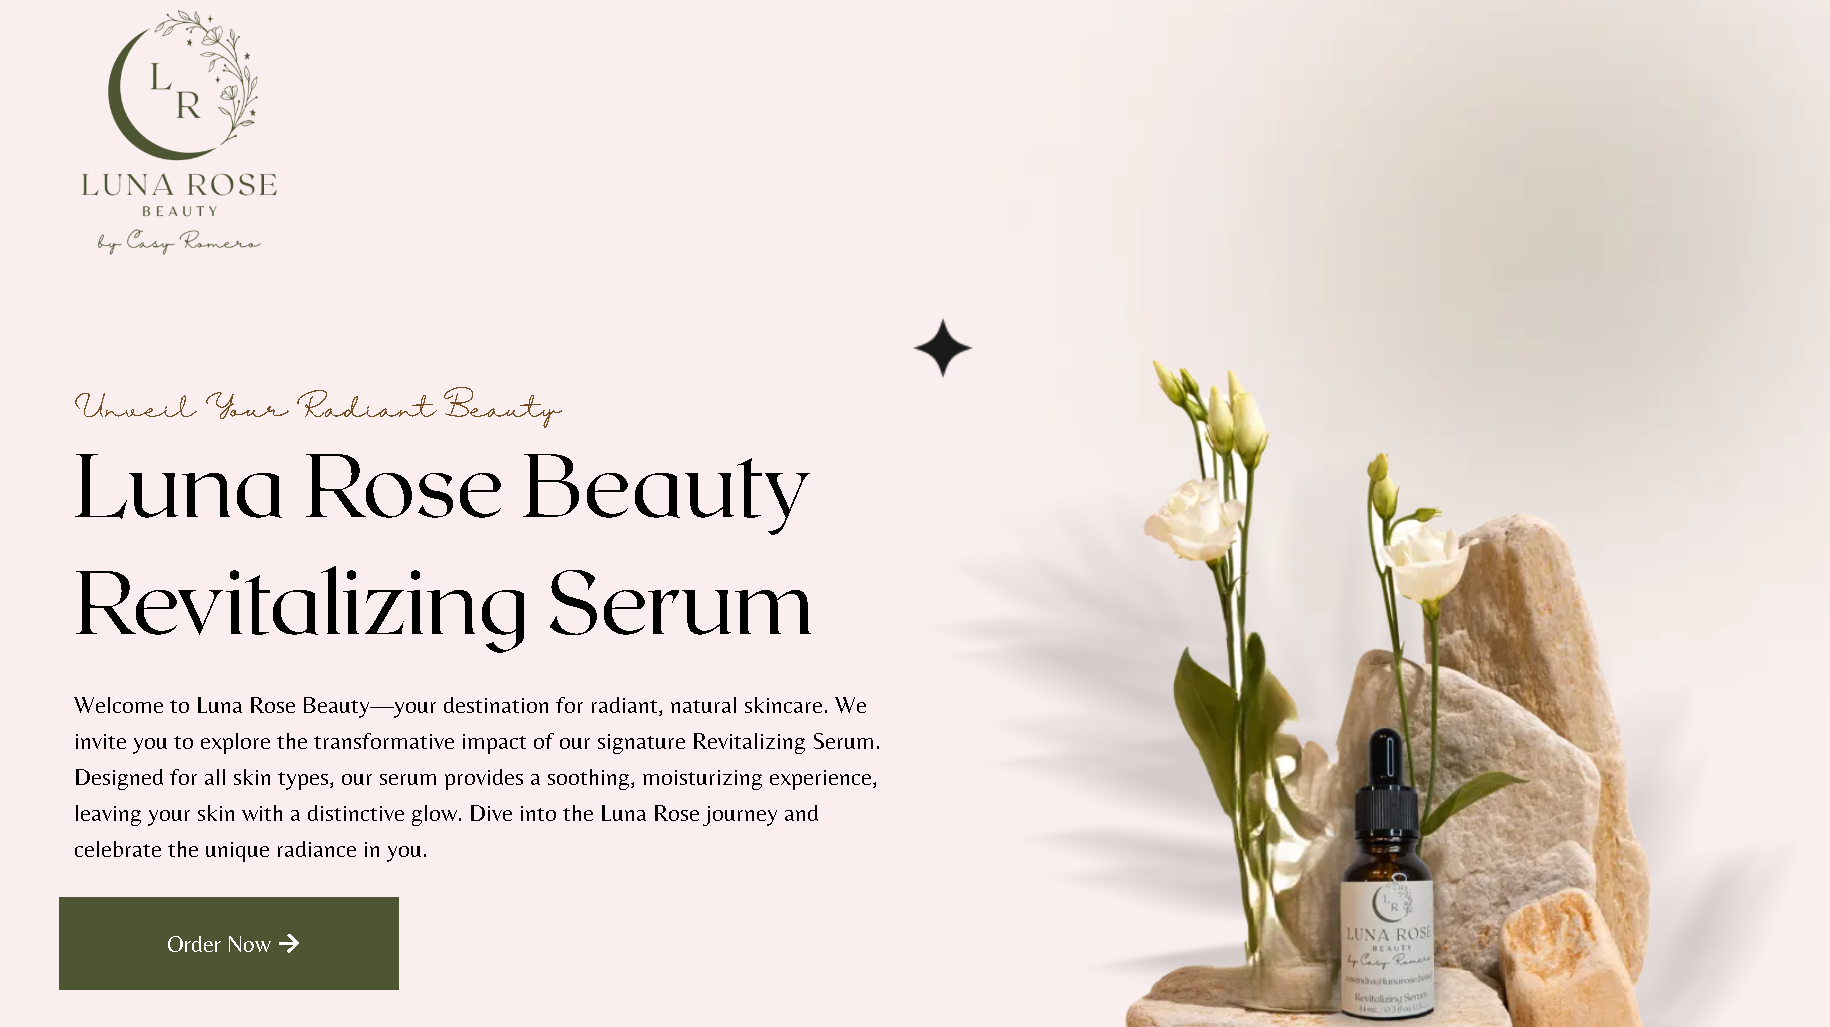 L
R
LUNA ROSE
BEAUTY
by Casy Romero
Unveil Your Radiant Beauty
Luna Rose Beauty
Revitalizing Serum
Welcome to Luna Rose Beauty—your destination for radiant, natural skincare. We
invite you to explore the transformative impact of our signature Revitalizing Serum.
Designed for all skin types, our serum provides a soothing, moisturizing experience,
leaving your skin with a distinctive glow. Dive into the Luna Rose journey and
celebrate the unique radiance in you.
Order Now
L
R
LUNA ROSE
BEAUTY
by Casy Romero
Revitalizing Serum